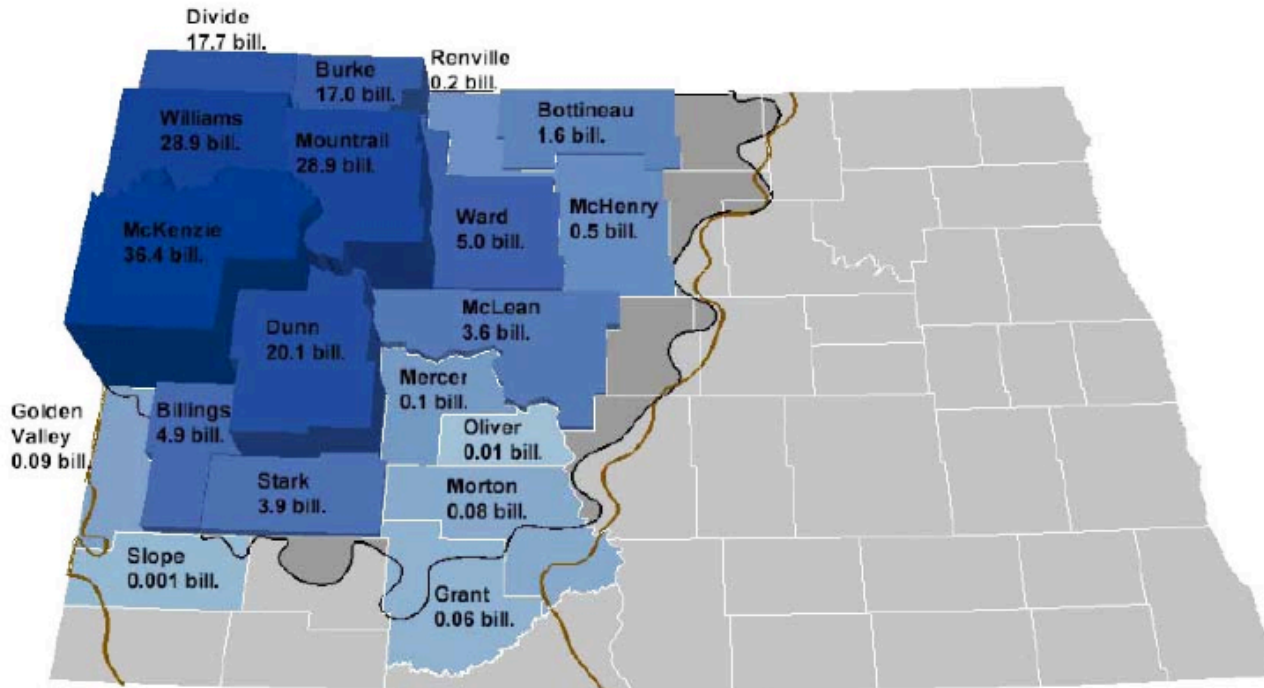 Divide
17.7 bill.
Burke
17.0 bill.
Renville
0.2 bill.
Bottineau
1.6 bill.
Williams
28.9 bill.
Mountrail
28.9 bill.
McKenzie
36.4 bill.
Ward
5.0 bill.
McHenry
0.5 bill.
Dunn
20.1 bill.
McLean
3.6 bill.
Mercer
0.1 bill.
Golden
Valley
0.09 bill.
Billings
4.9 bill.
Oliver
0.01 bill.
Stark
3.9 bill.
Morton
0.08 bill.
Slope
0.001 bill.
Grant
0.06 bill.